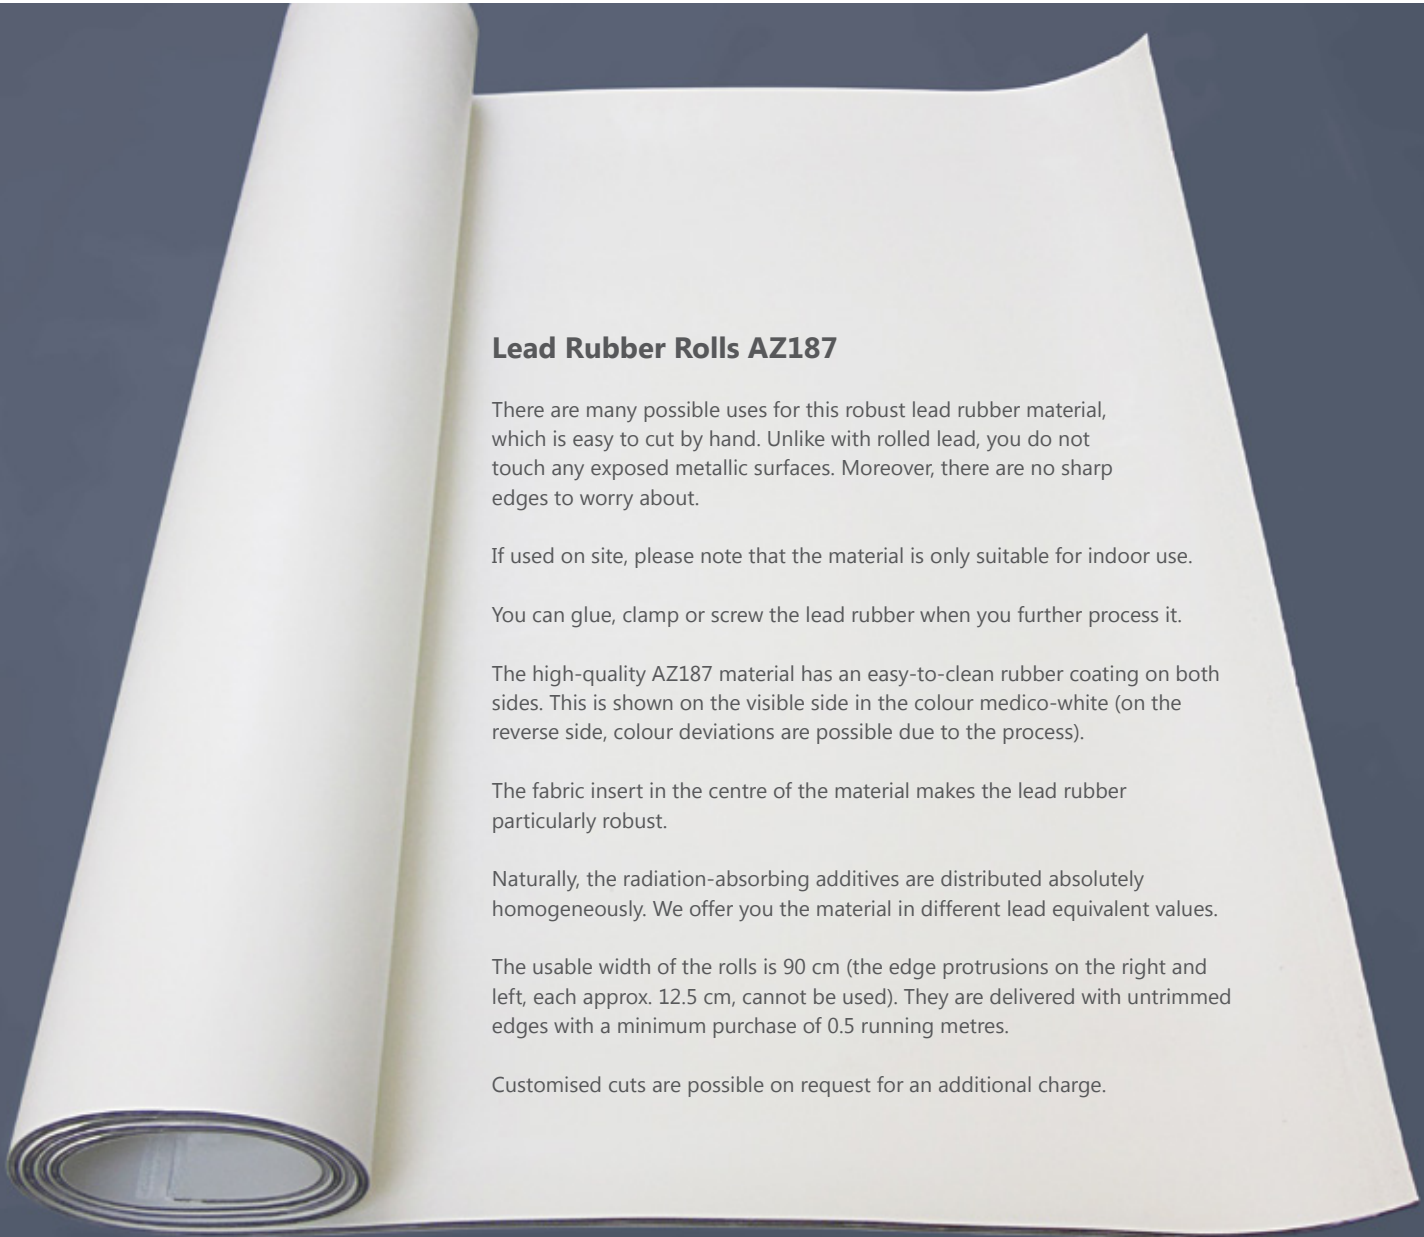 Lead Rubber Rolls AZ187
There are many possible uses for this robust lead rubber material,
which is easy to cut by hand. Unlike with rolled lead, you do not
touch any exposed metallic surfaces. Moreover, there are no sharp
edges to worry about.
If used on site, please note that the material is only suitable for indoor use.
You can glue, clamp or screw the lead rubber when you further process it.
The high-quality AZ187 material has an easy-to-clean rubber coating on both
sides. This is shown on the visible side in the colour medico-white (on the
reverse side, colour deviations are possible due to the process).
The fabric insert in the centre of the material makes the lead rubber
particularly robust.
Naturally, the radiation-absorbing additives are distributed absolutely
homogeneously. We offer you the material in different lead equivalent values.
The usable width of the rolls is 90 cm (the edge protrusions on the right and
left, each approx. 12.5 cm, cannot be used). They are delivered with untrimmed
edges with a minimum purchase of 0.5 running metres.
Customised cuts are possible on request for an additional charge.